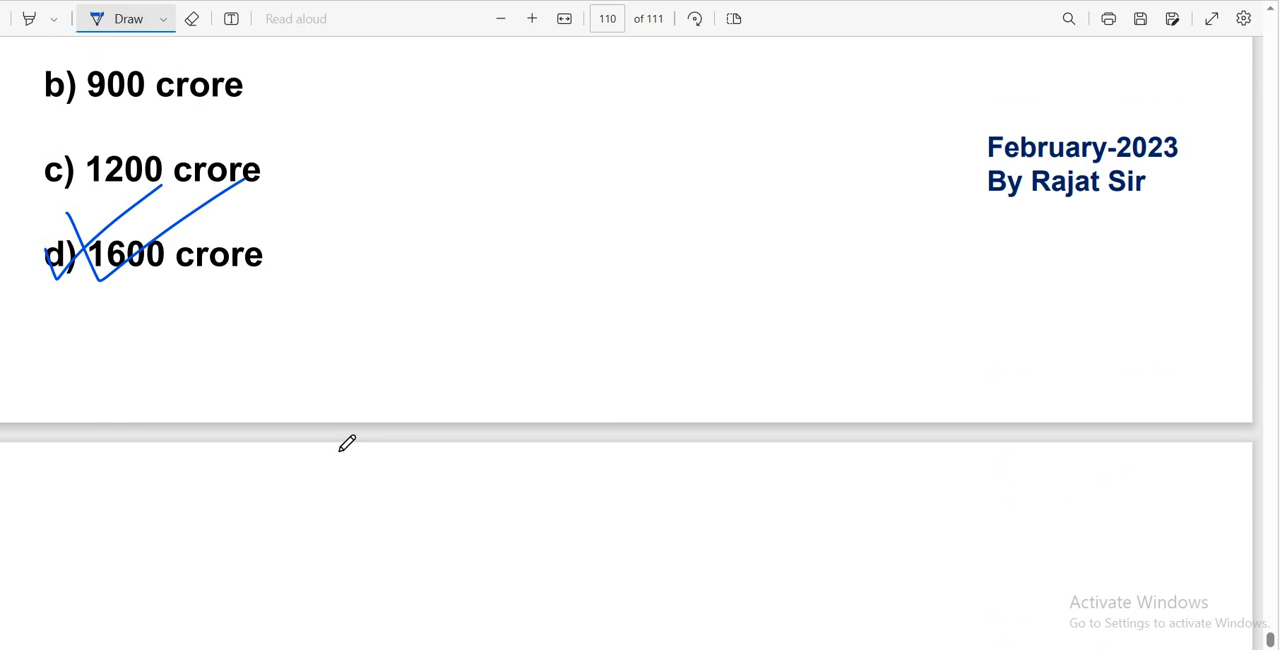 Draw
Read aloud
110 of 111
b) 900 crore
c) 1200 crore
d) 1600 crore
February-2023
By Rajat Sir
Activate Windows
Go to Settings to activate Windows.